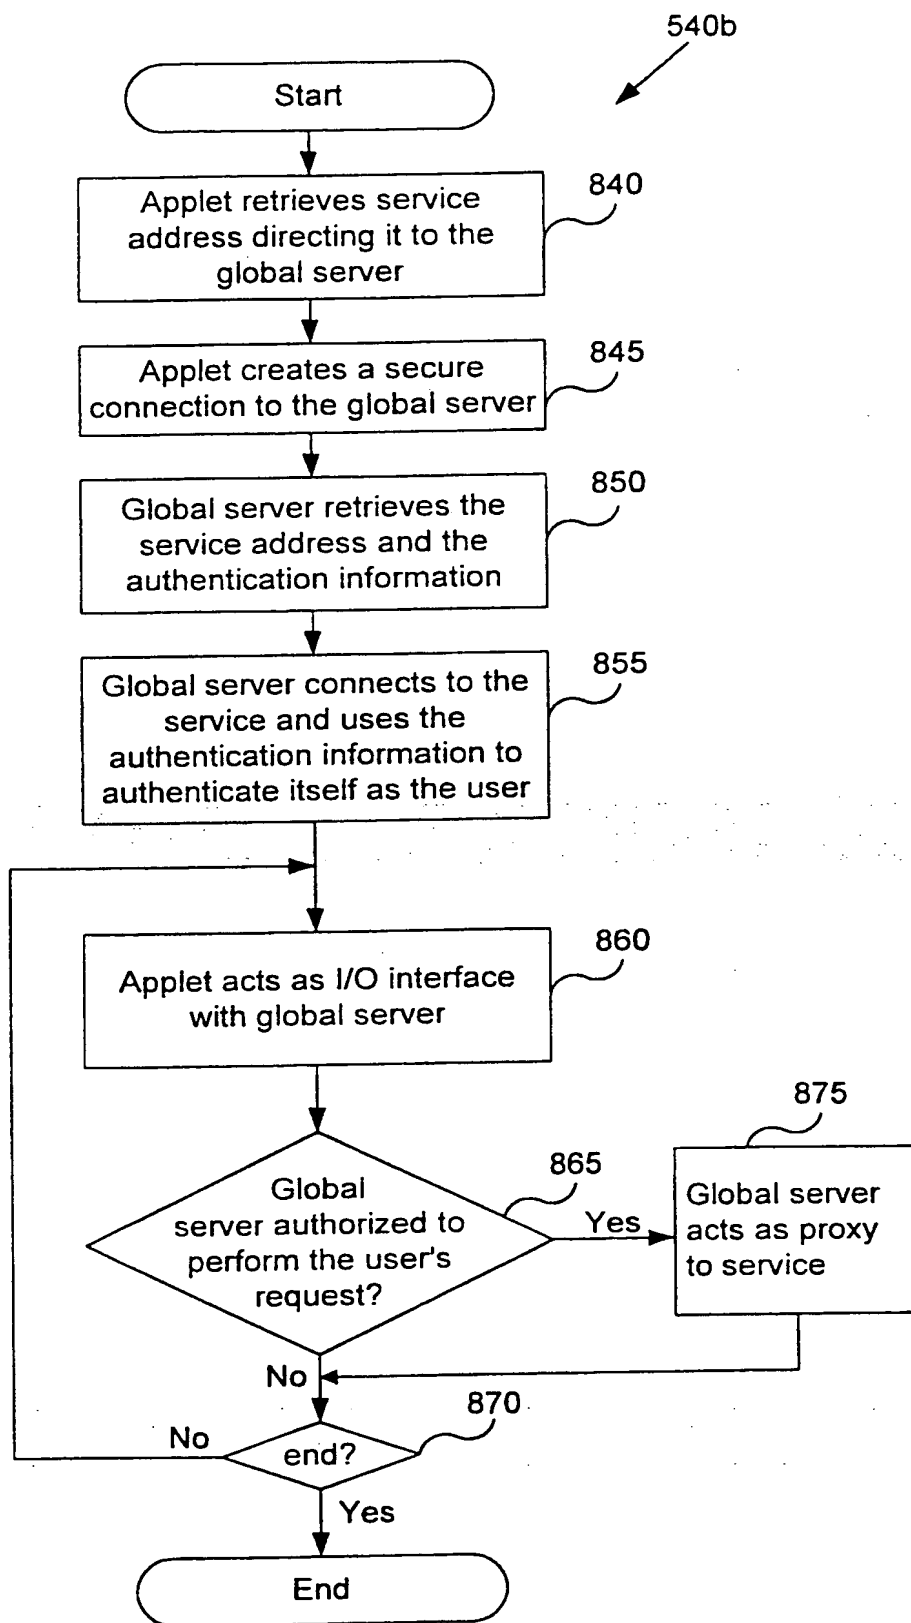 540b
Start
840
Applet retrieves service
address directing it to the
global server
845
Applet creates a secure
connection to the global server
850
Global server retrieves the
service address and the
authentication information
855
Global server connects to the
service and uses the
authentication information to
authenticate itself as the user
860
Applet acts as I/O interface
with global server
875
865
Global
server authorized to
perform the user's
request?
Yes
Global server
acts as proxy
to service
No
870
No
end?
Yes
End